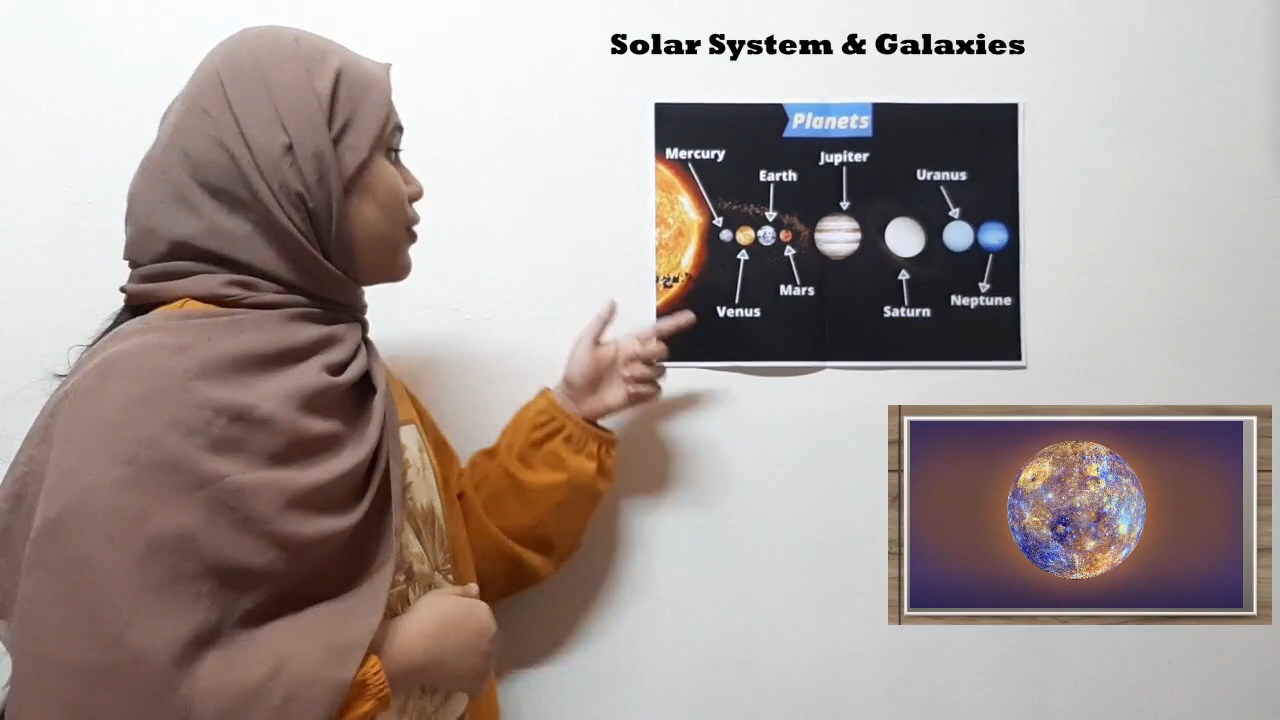 Solar System & Galaxies
Planets
Mercury
Jupiter
Earth
Uranus
Mars
Venus
Saturn
Neptune